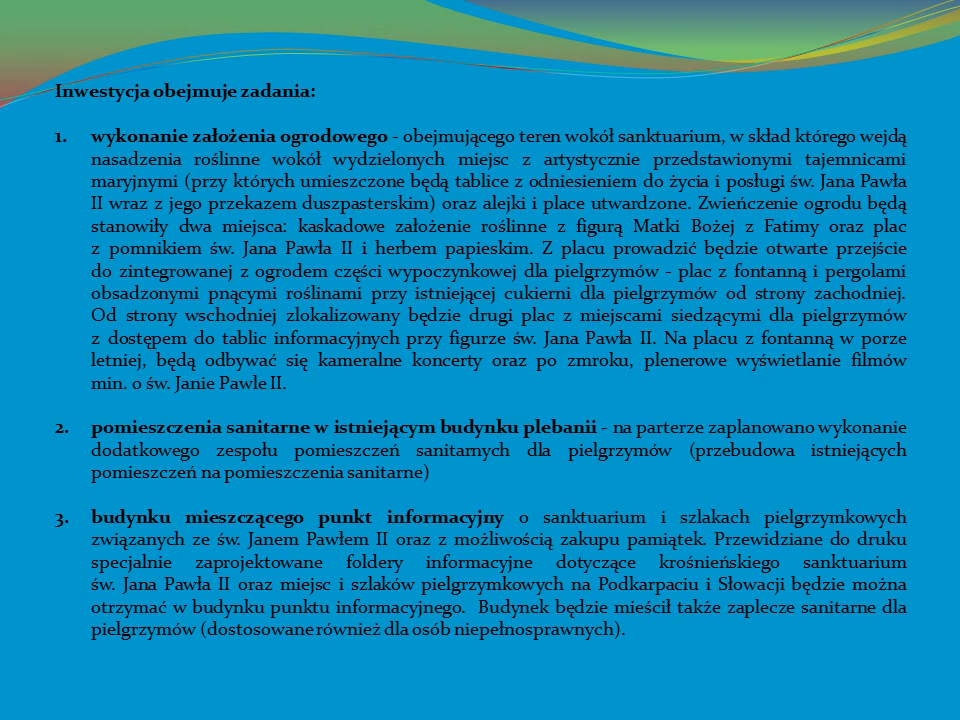 Inwestycja obejmuje zadania:
1. wykonanie założenia ogrodowego - obejmującego teren wokół sanktuarium, w skład którego wejdą
nasadzenia roślinne wokół wydzielonych miejsc z artystycznie przedstawionymi tajemnicami
maryjnymi (przy których umieszczone będą tablice z odniesieniem do życia i posługi św. Jana Pawła
II wraz z jego przekazem duszpasterskim) oraz alejki i place utwardzone. Zwieńczenie ogrodu będą
stanowiły dwa miejsca: kaskadowe założenie roślinne z figurą Matki Bożej z Fatimy oraz plac
z pomnikiem św. Jana Pawła II i herbem papieskim. Z placu prowadzić będzie otwarte przejście
do zintegrowanej z ogrodem części wypoczynkowej dla pielgrzymów - plac z fontanną i pergolami
obsadzonymi pnącymi roślinami przy istniejącej cukierni dla pielgrzymów od strony zachodniej.
Od strony wschodniej zlokalizowany będzie drugi plac z miejscami siedzącymi dla pielgrzymów
z dostępem do tablic informacyjnych przy figurze św. Jana Pawła II. Na placu z fontanną w porze
letniej, będą odbywać się kameralne koncerty oraz po zmroku, plenerowe wyświetlanie filmów
min. o św. Janie Pawle II.
2. pomieszczenia sanitarne w istniejącym budynku plebanii - na parterze zaplanowano wykonanie
dodatkowego zespołu pomieszczeń sanitarnych dla pielgrzymów (przebudowa istniejących
pomieszczeń na pomieszczenia sanitarne)
3. budynku mieszczącego punkt informacyjny o sanktuarium i szlakach pielgrzymkowych
związanych ze św. Janem Pawłem II oraz z możliwością zakupu pamiątek. Przewidziane do druku
specjalnie zaprojektowane foldery informacyjne dotyczące krośnieńskiego sanktuarium
św. Jana Pawła II oraz miejsc i szlaków pielgrzymkowych na Podkarpaciu i Słowacji będzie można
otrzymać w budynku punktu informacyjnego. Budynek będzie mieścił także zaplecze sanitarne dla
pielgrzymów (dostosowane również dla osób niepełnosprawnych).